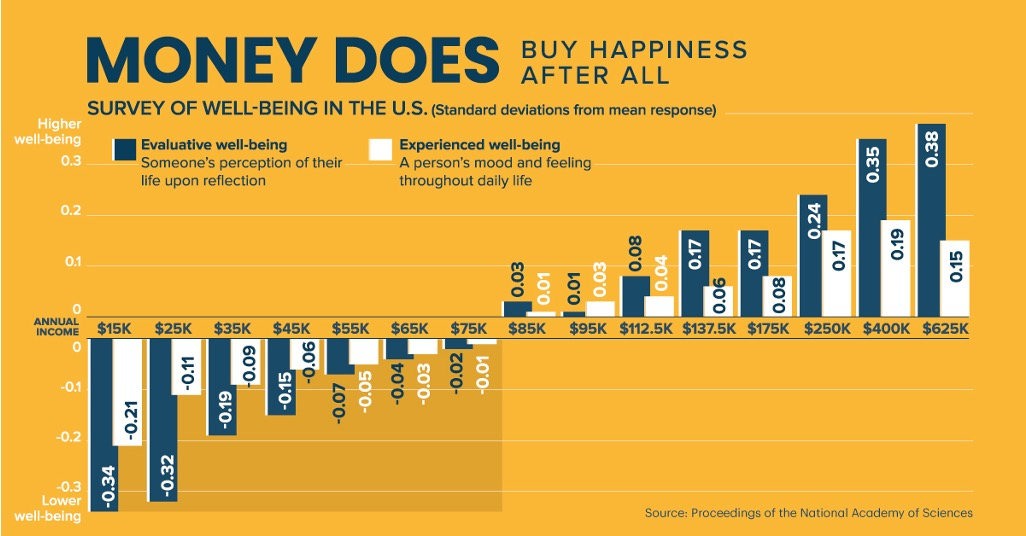 MONEY DOES BUY HAPPINESS
AFTER ALL
SURVEY OF WELL-BEING IN THE U.S. (Standard deviations from mean response)
Higher
well-being
Evaluative well-being
Someone's perception of their
life upon reflection
Experienced well-being
A person's mood and feeling
throughout daily life
0.3
0.2
0.1
0
0.03 0.01 0.01 0.03 0.08 0.04 0.17 0.06 0.17 0.08 0.24 0.17 0.35 0.19 0.38 0.15
ANNUAL
INCOME
$15K $25K $35K $45K $55K $65K $75K $85K $95K $112.5K $137.5K $175K $250K $400K $625K
0
-0.1
-0.2
-0.3
-0.34 -0.21 -0.32 -0.11 -0.19 -0.09 -0.15 -0.06 -0.07 -0.05 -0.04 -0.03 -0.02 -0.01
Lower
well-being
Source: Proceedings of the National Academy of Sciences